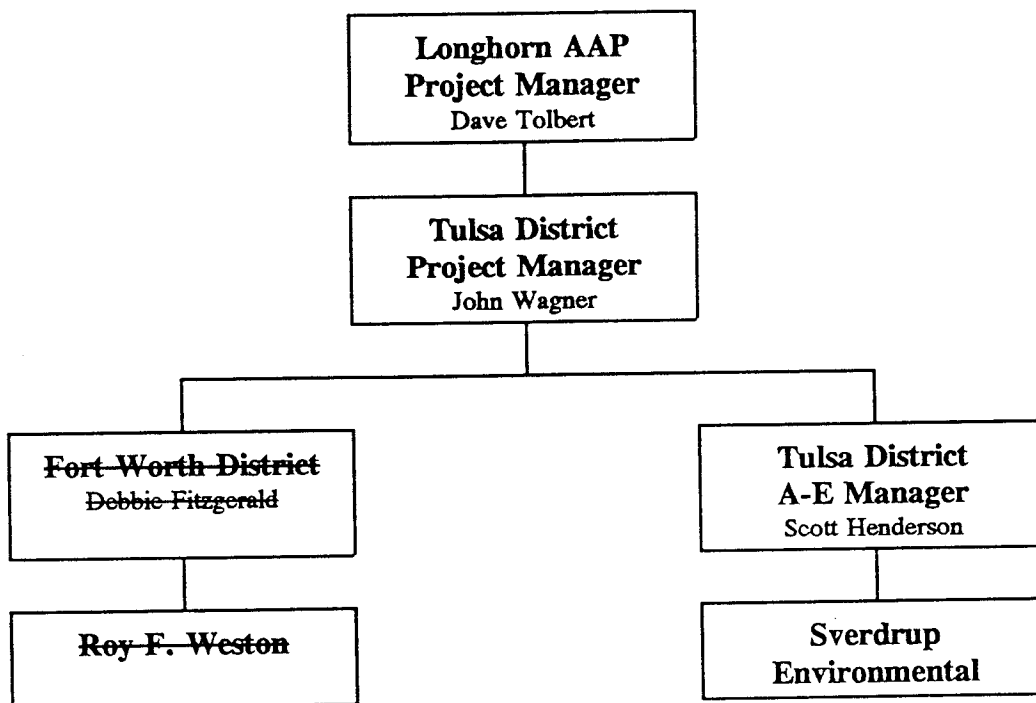 Longhorn AAP
Project Manager
Dave Tolbert
Tulsa District
Project Manager
John Wagner
Fort Worth District
Debbie Fitzgerald
Tulsa District
A-E Manager
Scott Henderson
Roy F. Weston
Sverdrup
Environmental